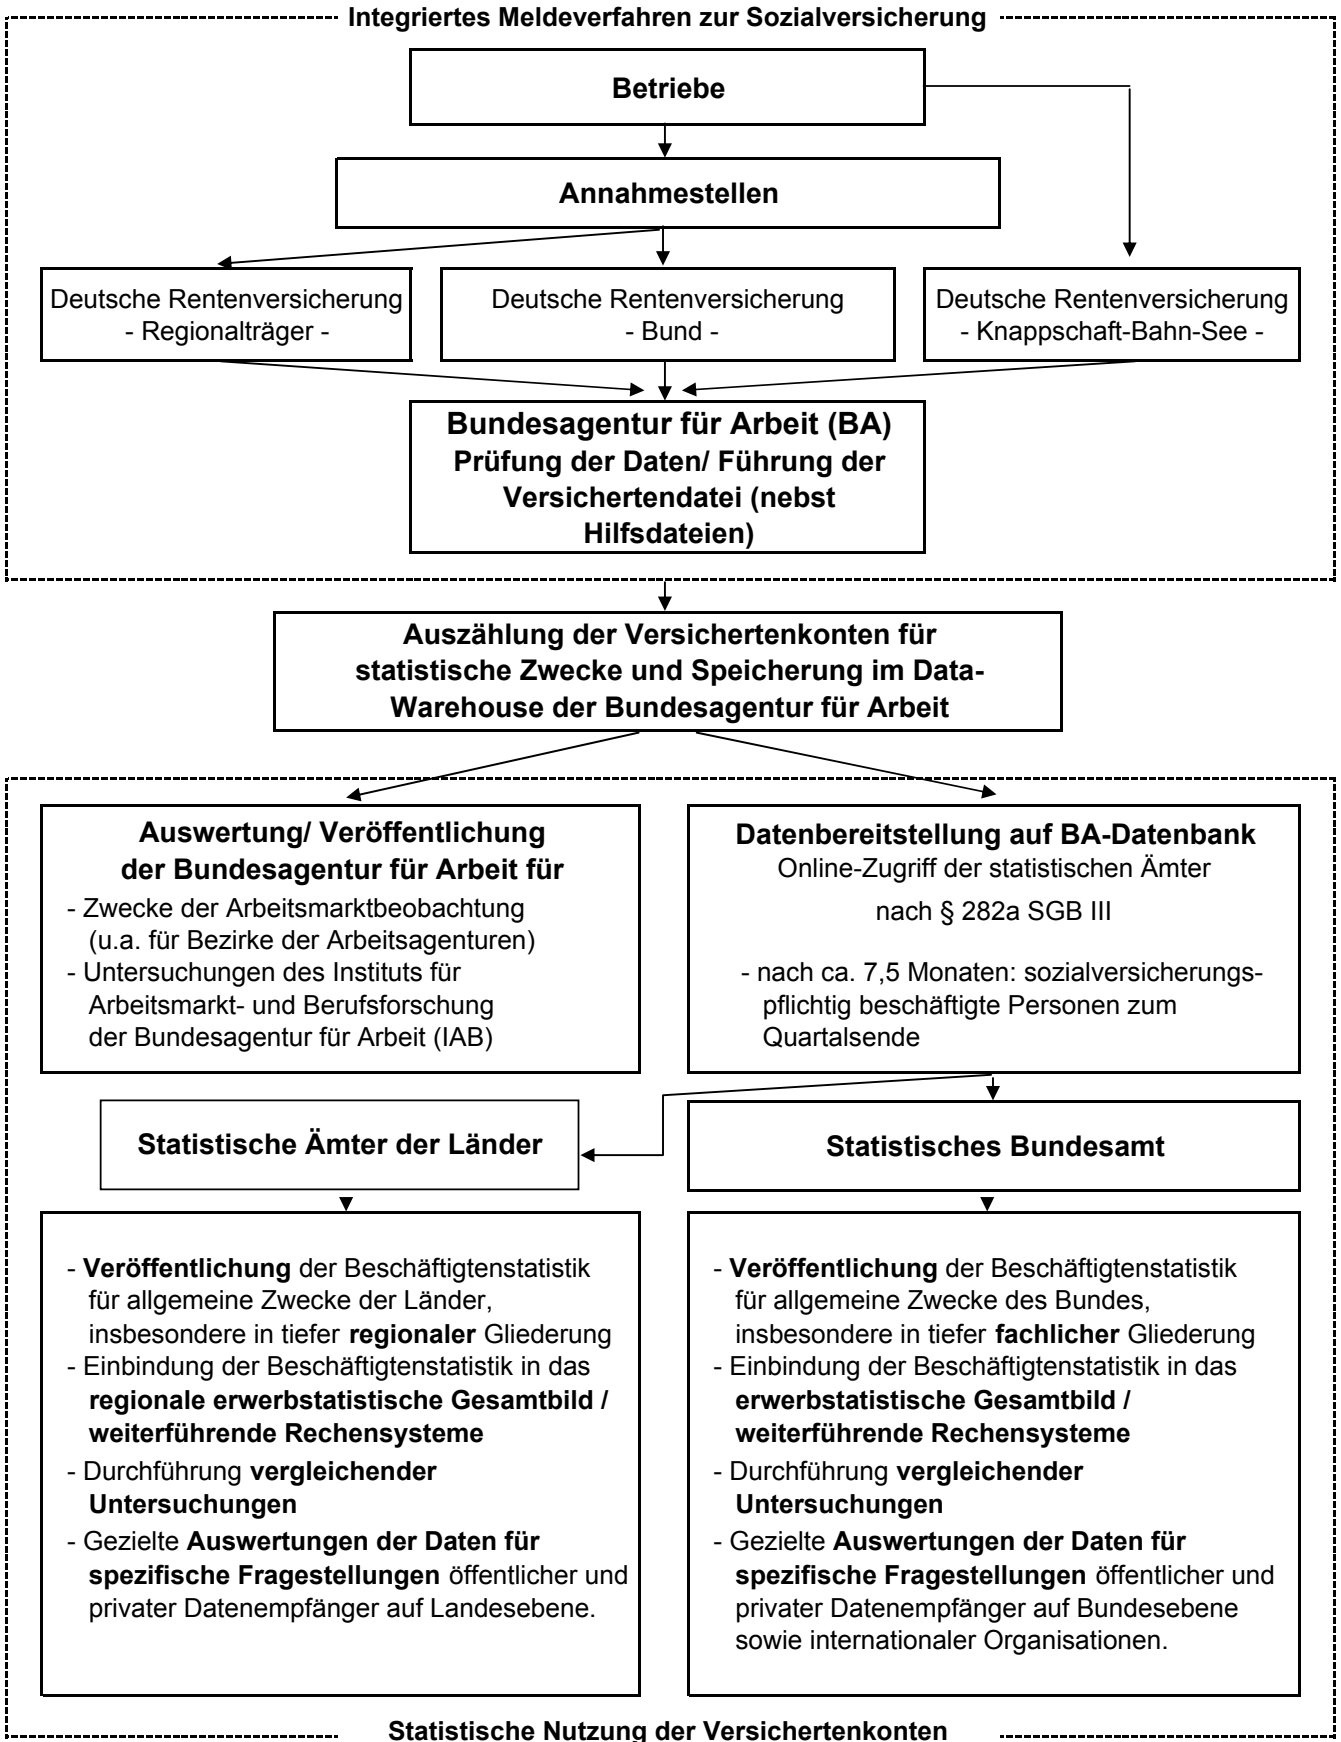 Integriertes Meldeverfahren zur Sozialversicherung
Betriebe
Annahmestellen
Deutsche Rentenversicherung
- Regionalträger -
Deutsche Rentenversicherung
- Bund -
Deutsche Rentenversicherung
- Knappschaft-Bahn-See -
Bundesagentur für Arbeit (BA)
Prüfung der Daten/ Führung der
Versichertendatei (nebst
Hilfsdateien)
Auszählung der Versichertenkonten für
statistische Zwecke und Speicherung im Data-
Warehouse der Bundesagentur für Arbeit
Auswertung/ Veröffentlichung
der Bundesagentur für Arbeit für
- Zwecke der Arbeitsmarktbeobachtung
(u.a. für Bezirke der Arbeitsagenturen)
- Untersuchungen des Instituts für
Arbeitsmarkt- und Berufsforschung
der Bundesagentur für Arbeit (IAB)
Datenbereitstellung auf BA-Datenbank
Online-Zugriff der statistischen Ämter
nach § 282a SGB III
- nach ca. 7,5 Monaten: sozialversicherungs-
pflichtig beschäftigte Personen zum
Quartalsende
Statistische Ämter der Länder
Statistisches Bundesamt
- Veröffentlichung der Beschäftigtenstatistik
für allgemeine Zwecke der Länder,
insbesondere in tiefer regionaler Gliederung
- Einbindung der Beschäftigtenstatistik in das
regionale erwerbstatistische Gesamtbild /
weiterführende Rechensysteme
- Durchführung vergleichender
Untersuchungen
- Gezielte Auswertungen der Daten für
spezifische Fragestellungen öffentlicher und
privater Datenempfänger auf Landesebene.
- Veröffentlichung der Beschäftigtenstatistik
für allgemeine Zwecke des Bundes,
insbesondere in tiefer fachlicher Gliederung
- Einbindung der Beschäftigtenstatistik in das
erwerbstatistische Gesamtbild /
weiterführende Rechensysteme
- Durchführung vergleichender
Untersuchungen
- Gezielte Auswertungen der Daten für
spezifische Fragestellungen öffentlicher und
privater Datenempfänger auf Bundesebene
sowie internationaler Organisationen.
Statistische Nutzung der Versichertenkonten